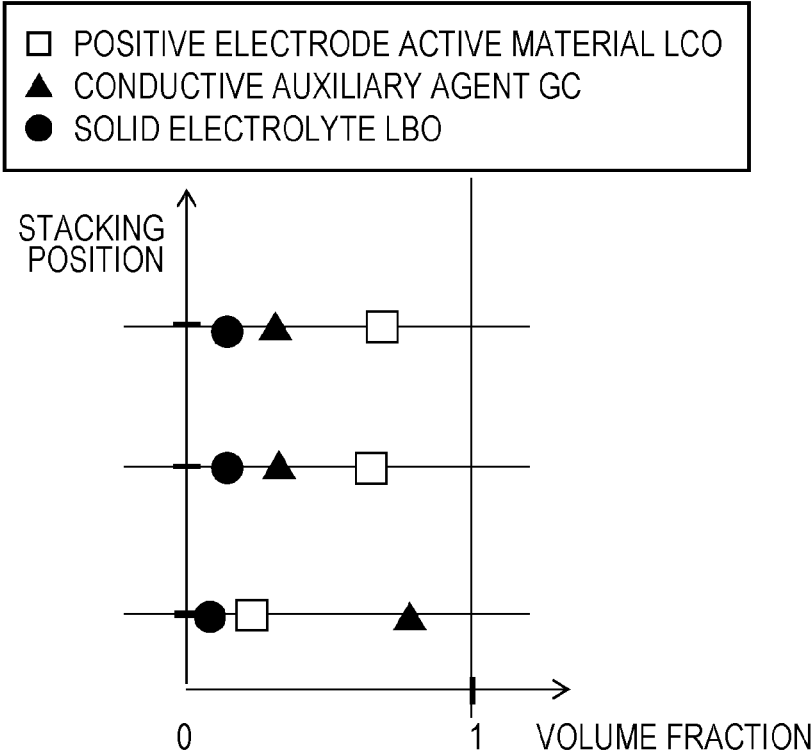 POSITIVE ELECTRODE ACTIVE MATERIAL LCO
CONDUCTIVE AUXILIARY AGENT GC
SOLID ELECTROLYTE LBO
STACKING
POSITION
0
1
VOLUME FRACTION